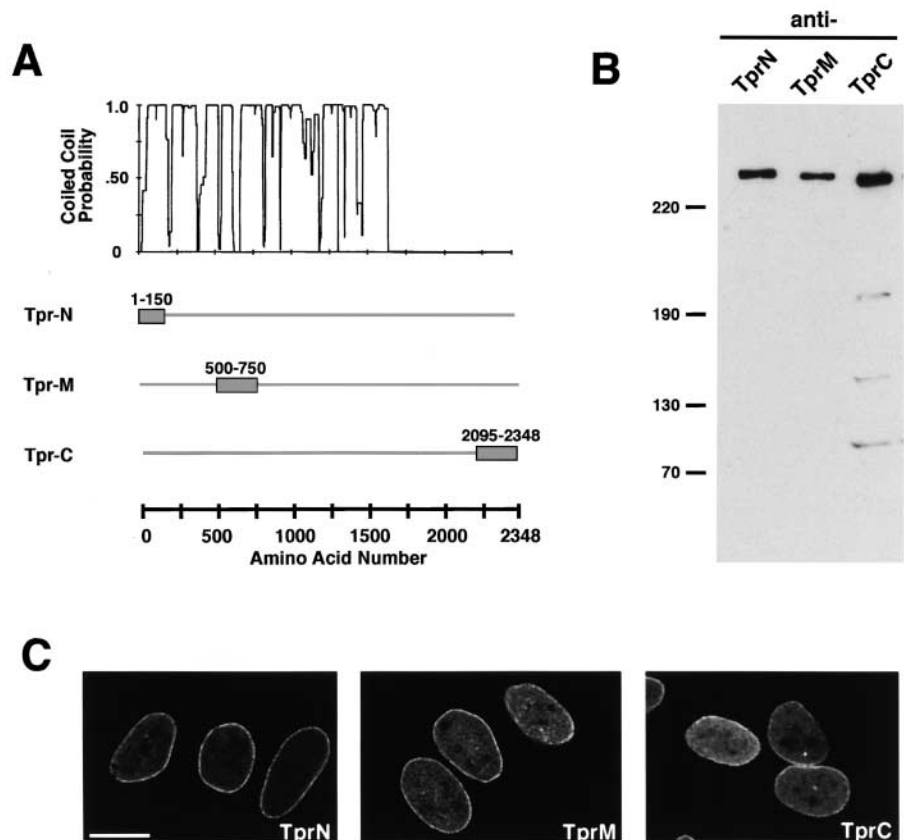 A
1.0
.50
0
Coiled Coil
Probability
Tpr-N
1-150
Tpr-M
500-750
Tpr-C
2095-2348
0 500 1000 1500 2000 2348
Amino Acid Number
B
anti-
TprN TprM TprC
220
190
130
70
C
TprN TprM TprC